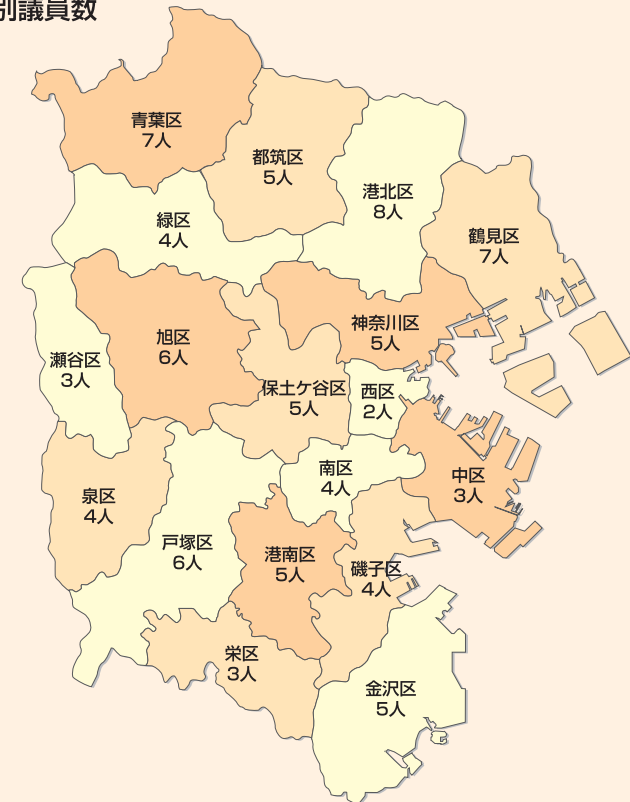 別議員数
青葉区
7人
都筑区
5人
港北区
8人
緑区
4人
鶴見区
7人
神奈川区
5人
旭区
6人
瀬谷区
3人
保土ケ谷区
5人
西区
2人
南区
4人
中区
3人
泉区
4人
戸塚区
6人
港南区
5人
磯子区
4人
栄区
3人
金沢区
5人